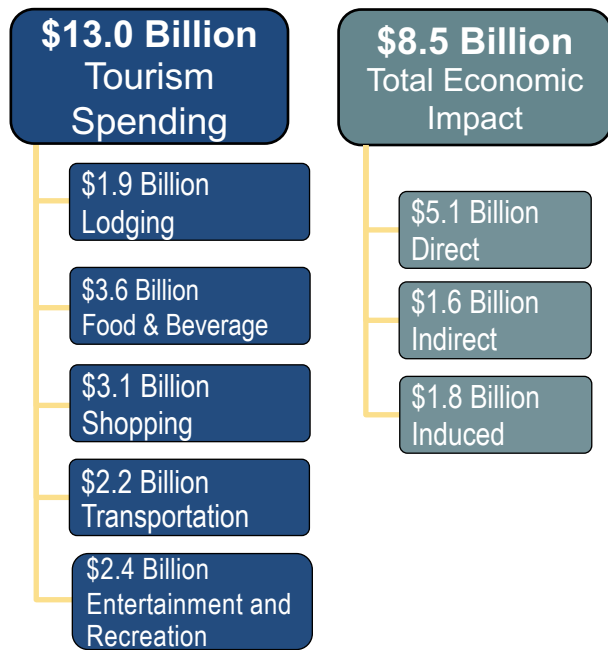 $13.0 Billion
Tourism
Spending
$1.9 Billion
Lodging
$3.6 Billion
Food & Beverage
$3.1 Billion
Shopping
$2.2 Billion
Transportation
$2.4 Billion
Entertainment and
Recreation
$8.5 Billion
Total Economic
Impact
$5.1 Billion
Direct
$1.6 Billion
Indirect
$1.8 Billion
Induced